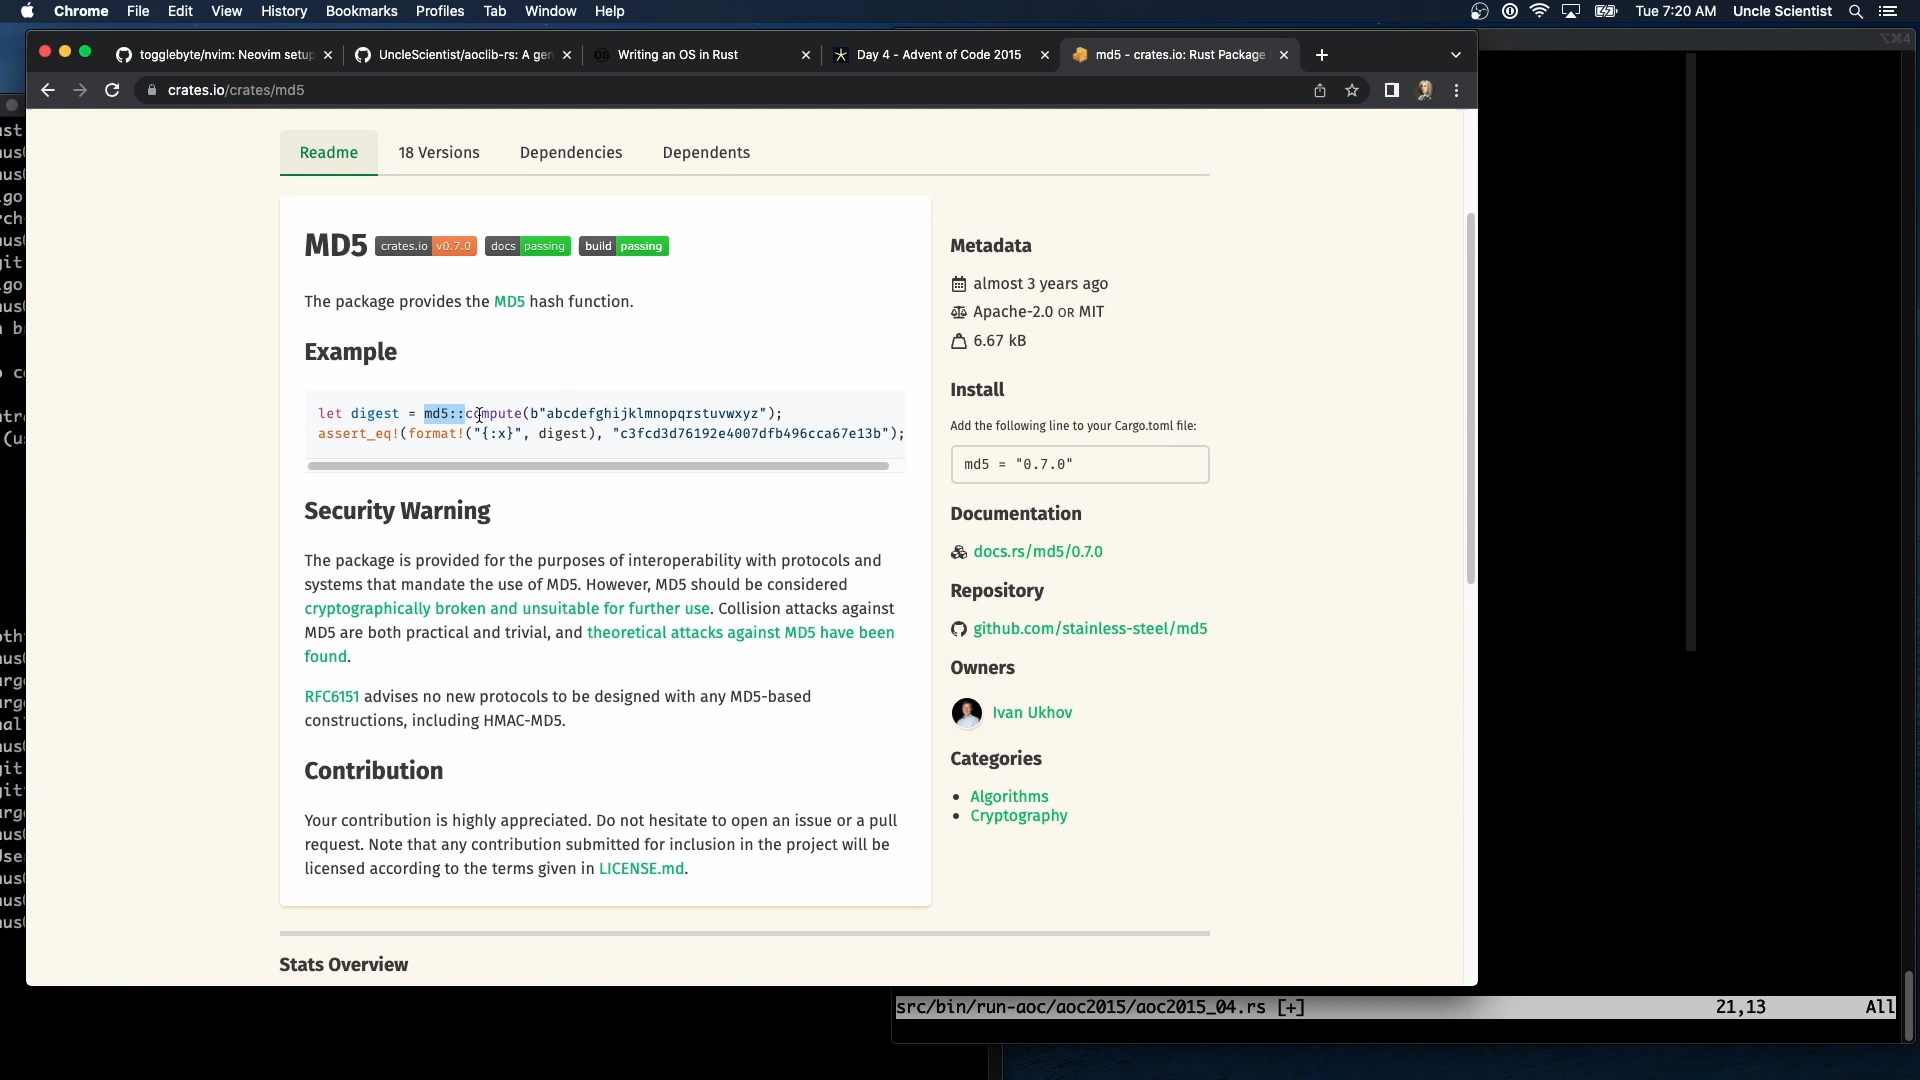 Chrome File Edit View History Bookmarks Profiles Tab Window Help Tue 7:20 AM Uncle Scientist
togglebyte/nvim: Neovim setup UncleScientist/aoclib-rs: A gen Writing an OS in Rust Day 4 - Advent of Code 2015 md5 - crates.io: Rust Package
crates.io/crates/md5
Readme 18 Versions Dependencies Dependents
MD5 crates.io v0.7.0 docs passing build passing
The package provides the MD5 hash function.
Example
let digest = md5::compute(b"abcdefghijklmnopqrstuvwxyz");
assert_eq!(format!("{:x}", digest), "c3fcd3d76192e4007dfb496cca67e13b");
Security Warning
The package is provided for the purposes of interoperability with protocols and
systems that mandate the use of MD5. However, MD5 should be considered
cryptographically broken and unsuitable for further use. Collision attacks against
MD5 are both practical and trivial, and theoretical attacks against MD5 have been
found.
RFC6151 advises no new protocols to be designed with any MD5-based
constructions, including HMAC-MD5.
Contribution
Your contribution is highly appreciated. Do not hesitate to open an issue or a pull
request. Note that any contribution submitted for inclusion in the project will be
licensed according to the terms given in LICENSE.md.
Metadata
almost 3 years ago
Apache-2.0 OR MIT
6.67 kB
Install
Add the following line to your Cargo.toml file:
md5 = "0.7.0"
Documentation
docs.rs/md5/0.7.0
Repository
github.com/stainless-steel/md5
Owners
Ivan Ukhov
Categories
Algorithms
Cryptography
Stats Overview
src/bin/run-aoc/aoc2015/aoc2015_04.rs [+] 21,13 All